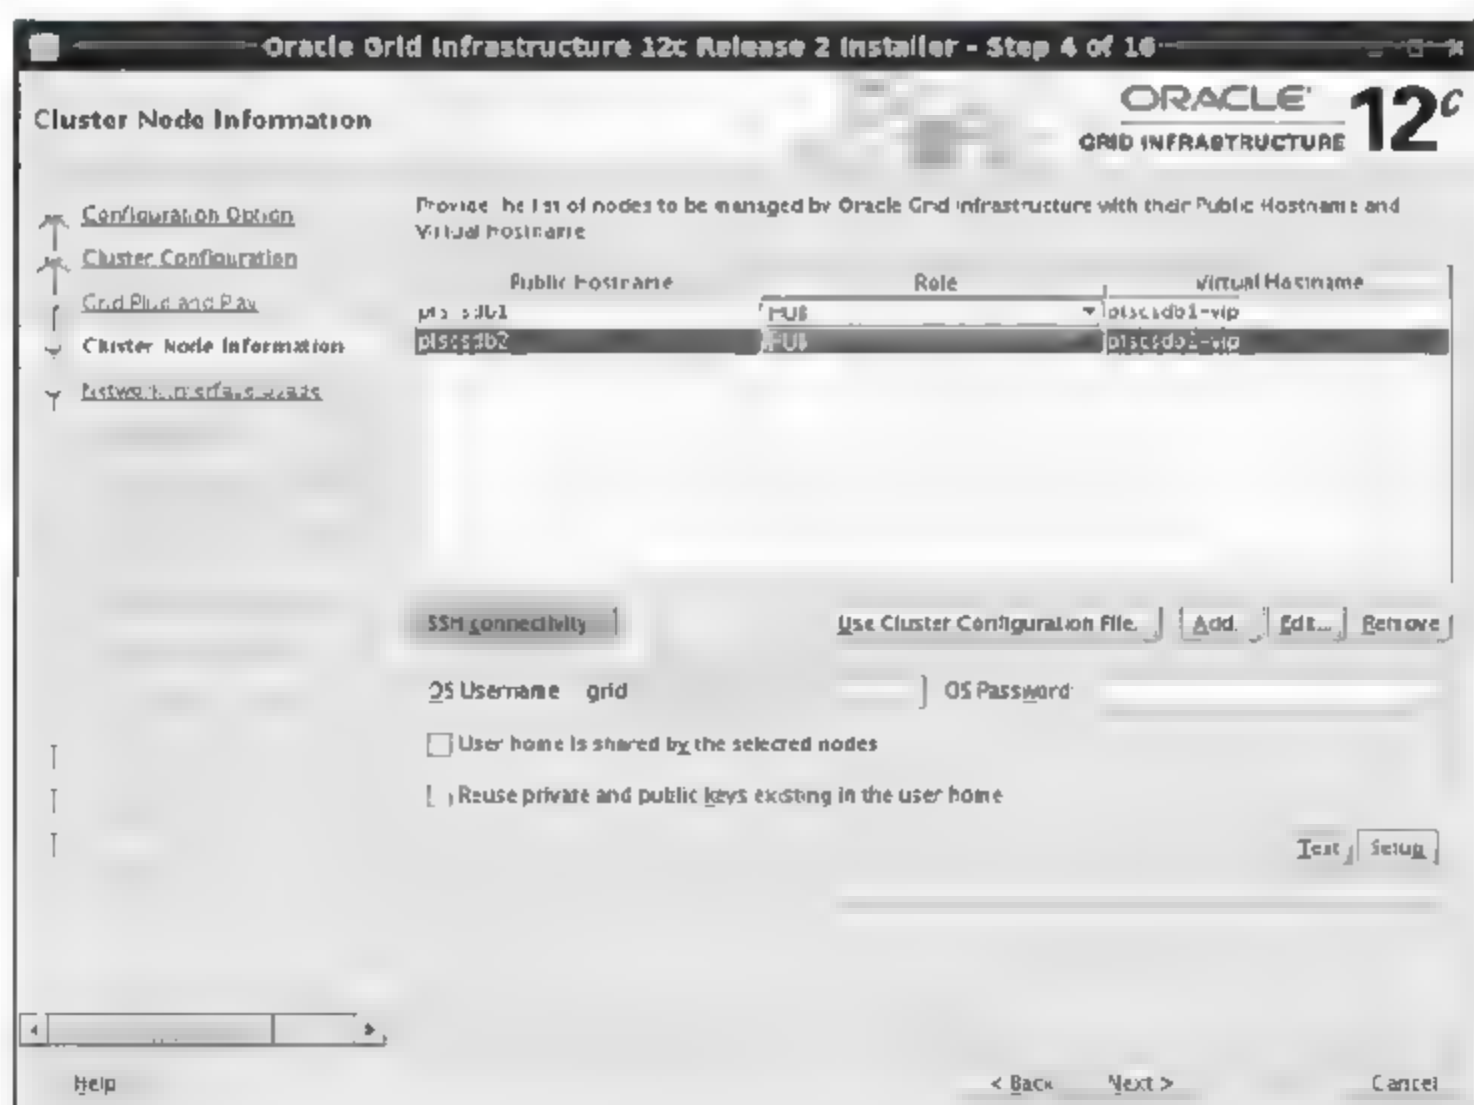 Oracle Grid Infrastructure 12c Release 2 Installer - Step 4 of 16
Cluster Node Information
ORACLE
GRID INFRASTRUCTURE
12c
Configuration Option
Cluster Configuration
Grid Plug and Play
Cluster Node Information
Network Interface Usage
Provide the list of nodes to be managed by Oracle Grid Infrastructure with their Public Hostname and
Virtual Hostname
Public Hostname Role Virtual Hostname
HUB
HUB
SSH connectivity Use Cluster Configuration File. Add. Edit... Remove
OS Username grid OS Password
User home is shared by the selected nodes
Reuse private and public keys existing in the user home
Test Setup
Help < Back Next > Cancel